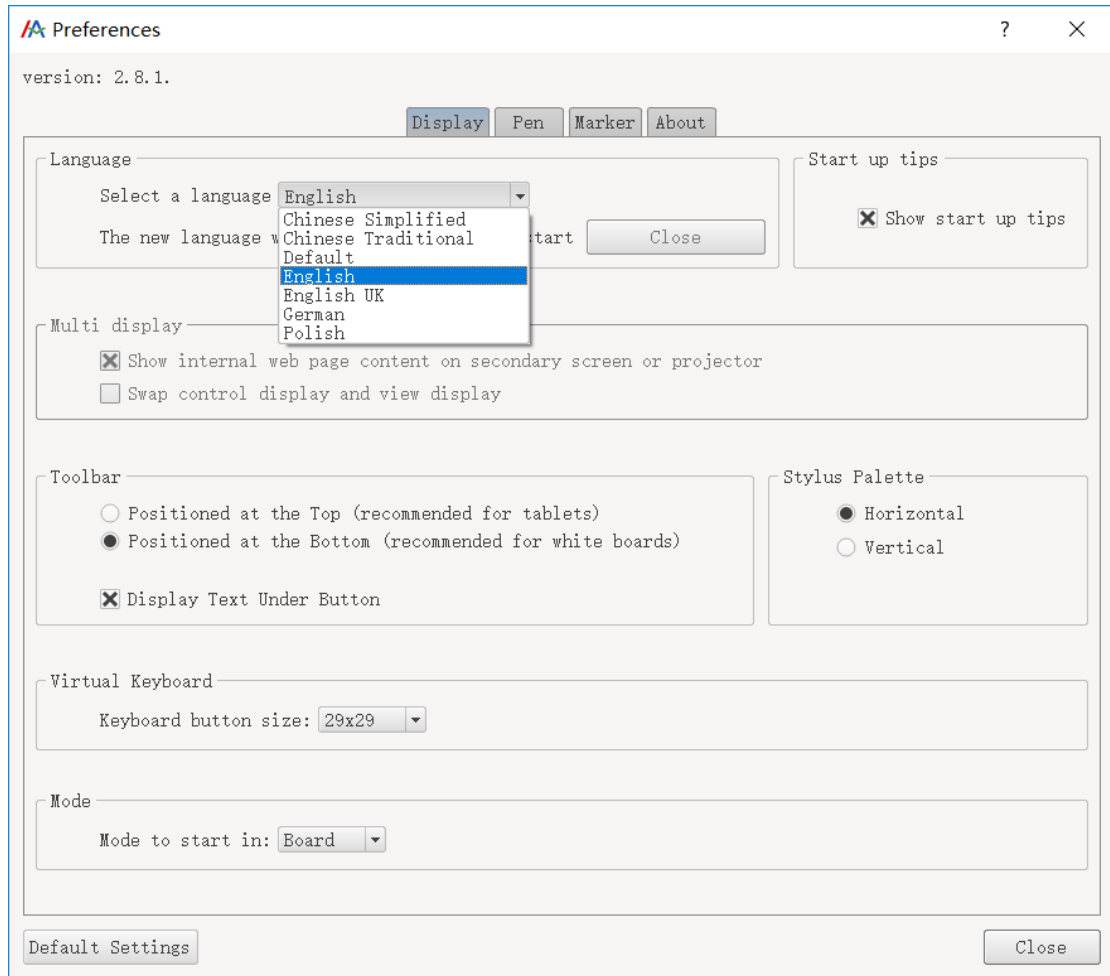 Preferences
version: 2.8.1.
Display Pen Marker About
Language
Start up tips
Select a language English
Chinese Simplified
Chinese Traditional
Default
English
English UK
German
Polish
The new language w
tart
Close
Show start up tips
Multi display
Show internal web page content on secondary screen or projector
Swap control display and view display
Toolbar
Positioned at the Top (recommended for tablets)
Positioned at the Bottom (recommended for white boards)
Display Text Under Button
Stylus Palette
Horizontal
Vertical
Virtual Keyboard
Keyboard button size: 29x29
Mode
Mode to start in: Board
Default Settings
Close